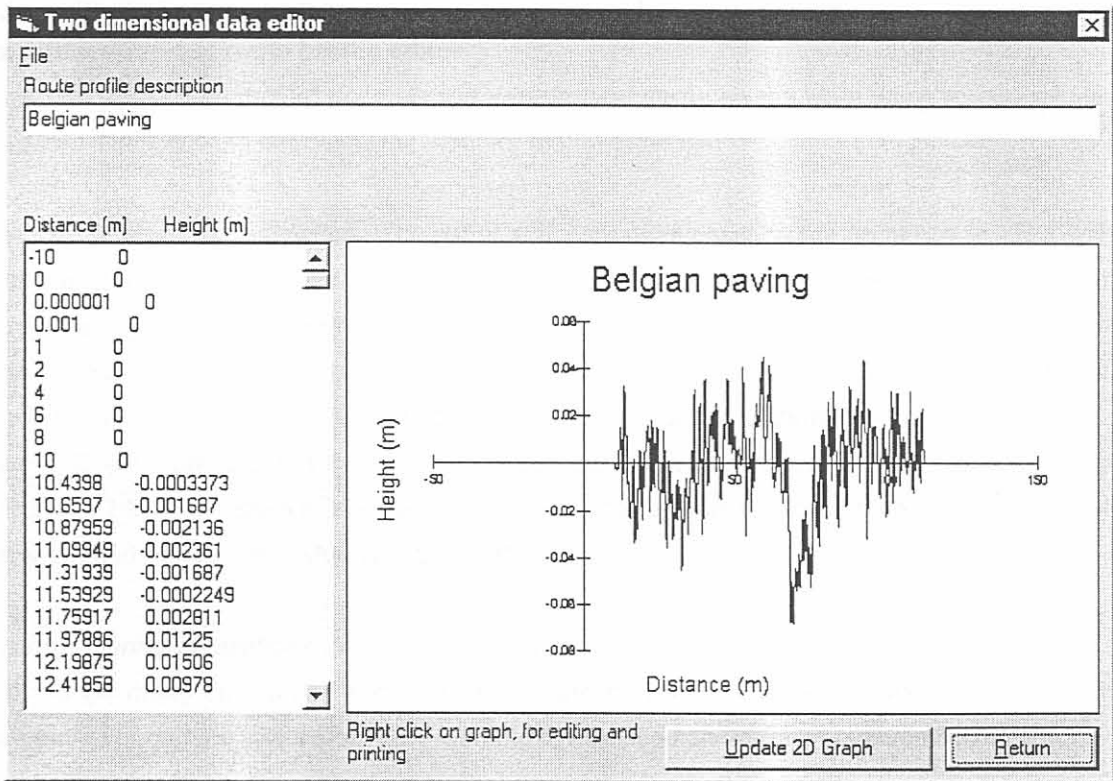 Two dimensional data editor
File
Route profile description
Belgian paving
Distance (m) Height (m)
-10 0
0 0
0.000001 0
0.001 0
1 0
2 0
4 0
6 0
8 0
10 0
10.4398 -0.0003373
10.6597 -0.001687
10.87959 -0.002136
11.09949 -0.002361
11.31939 -0.001687
11.53929 -0.0002249
11.75917 0.002811
11.97886 0.01225
12.19875 0.01506
12.41858 0.00978
Belgian paving
0.06
0.04
0.02
-50 50 150
-0.02
-0.04
-0.06
-0.08
Height (m)
Distance (m)
Right click on graph, for editing and
printing
Update 2D Graph
Return